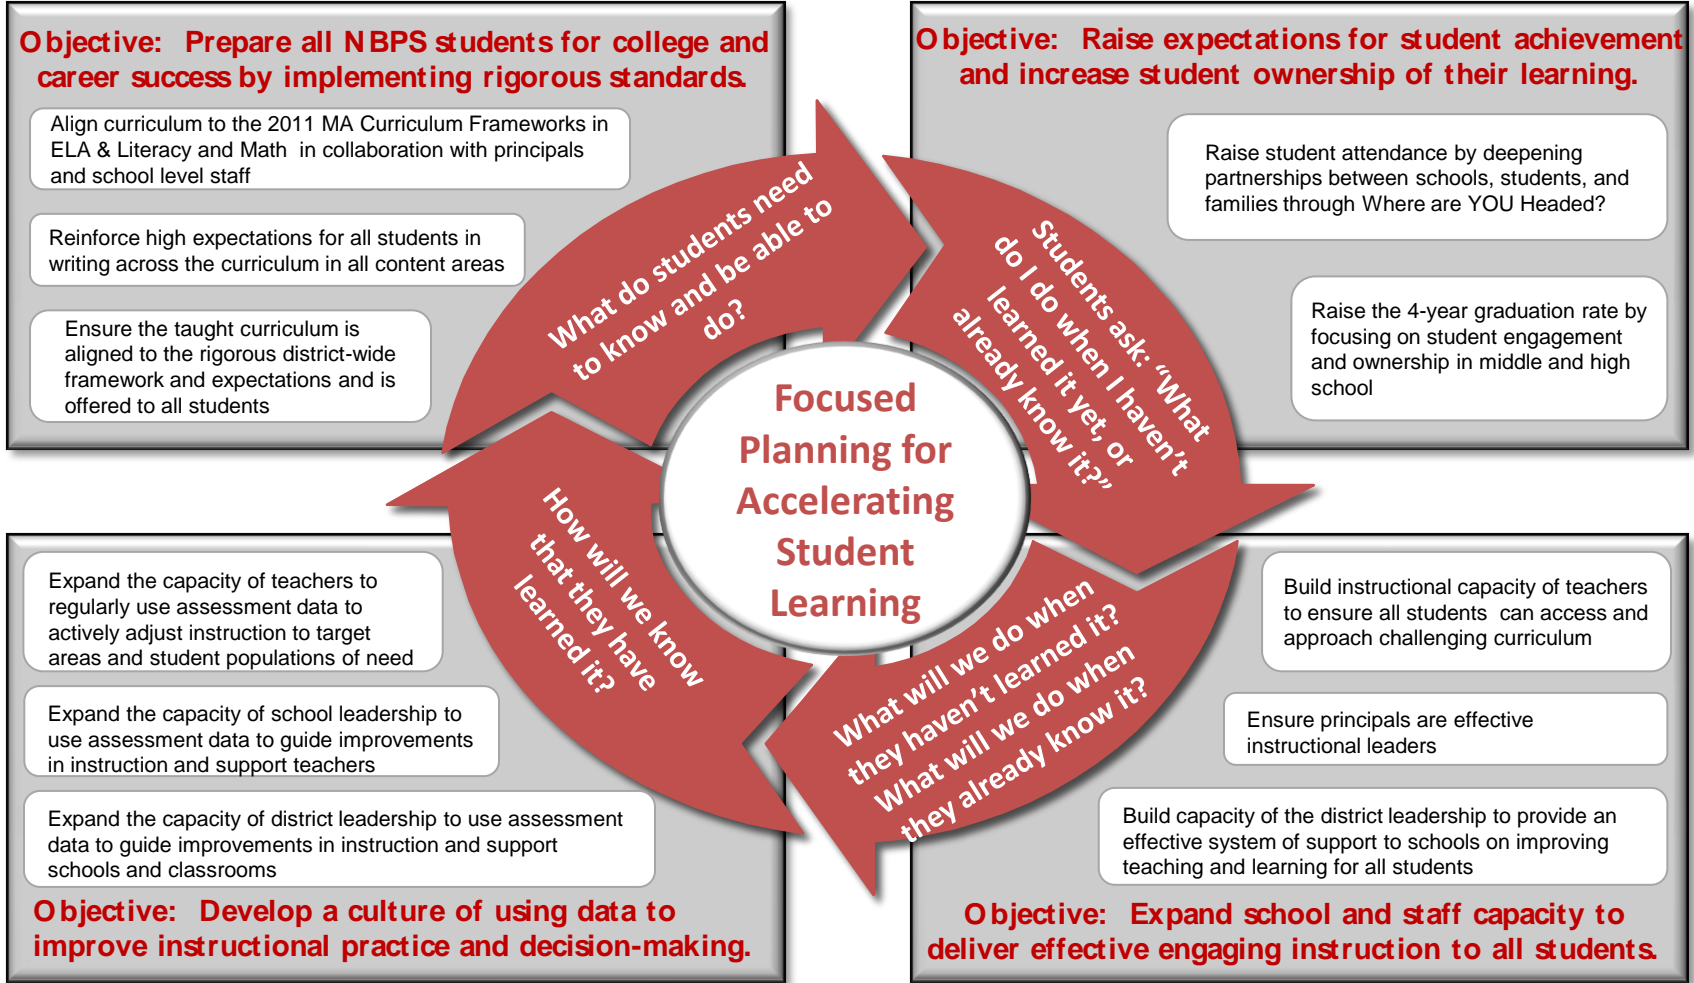 Objective: Prepare all NBPS students for college and
career success by implementing rigorous standards.
Align curriculum to the 2011 MA Curriculum Frameworks in
ELA & Literacy and Math in collaboration with principals
and school level staff
Reinforce high expectations for all students in
writing across the curriculum in all content areas
Ensure the taught curriculum is
aligned to the rigorous district-wide
framework and expectations and is
offered to all students
Objective: Raise expectations for student achievement
and increase student ownership of their learning.
Raise student attendance by deepening
partnerships between schools, students, and
families through Where are YOU Headed?
Raise the 4-year graduation rate by
focusing on student engagement
and ownership in middle and high
school
What do students need
to know and be able to
do?
Students ask: “What
do I do when I haven’t
learned it yet, or
already know it?”
Focused
Planning for
Accelerating
Student
Learning
How will we know
that they have
learned it?
What will we do when
they haven’t learned it?
What will we do when
they already know it?
Expand the capacity of teachers to
regularly use assessment data to
actively adjust instruction to target
areas and student populations of need
Expand the capacity of school leadership to
use assessment data to guide improvements
in instruction and support teachers
Expand the capacity of district leadership to use assessment
data to guide improvements in instruction and support
schools and classrooms
Objective: Develop a culture of using data to
improve instructional practice and decision-making.
Build instructional capacity of teachers
to ensure all students can access and
approach challenging curriculum
Ensure principals are effective
instructional leaders
Build capacity of the district leadership to provide an
effective system of support to schools on improving
teaching and learning for all students
Objective: Expand school and staff capacity to
deliver effective engaging instruction to all students.